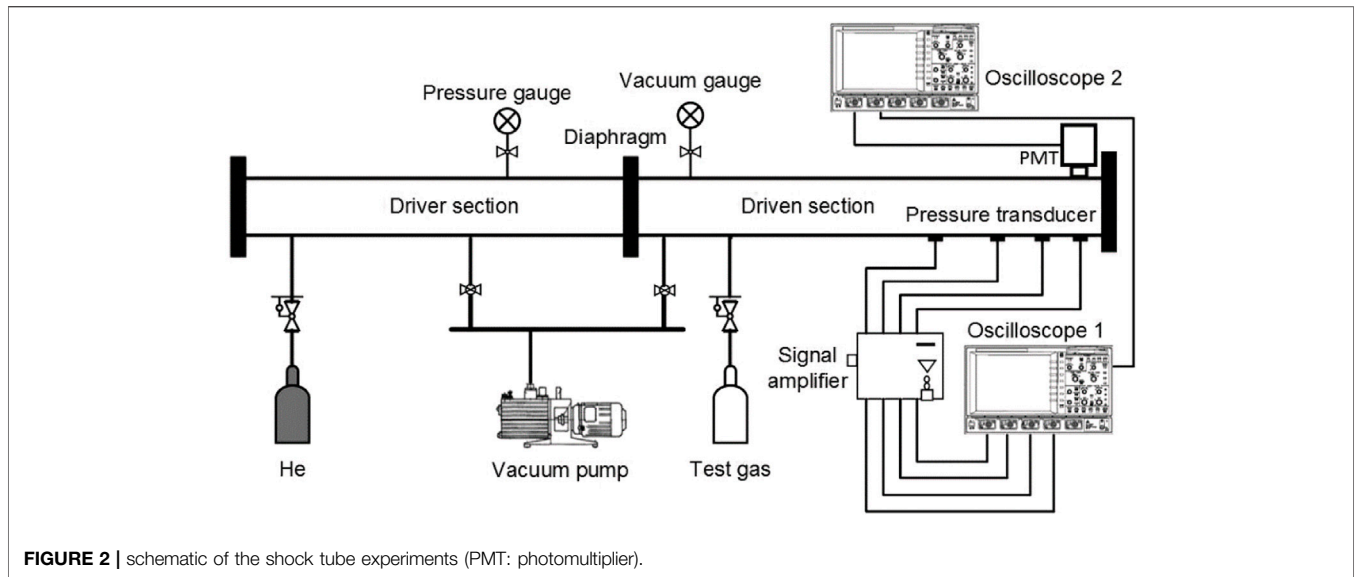 Oscilloscope 2
Pressure gauge
Vacuum gauge
Diaphragm
PMT
Driver section
Driven section
Pressure transducer
Signal
amplifier
Oscilloscope 1
He
Vacuum pump
Test gas
FIGURE 2 | schematic of the shock tube experiments (PMT: photomultiplier).